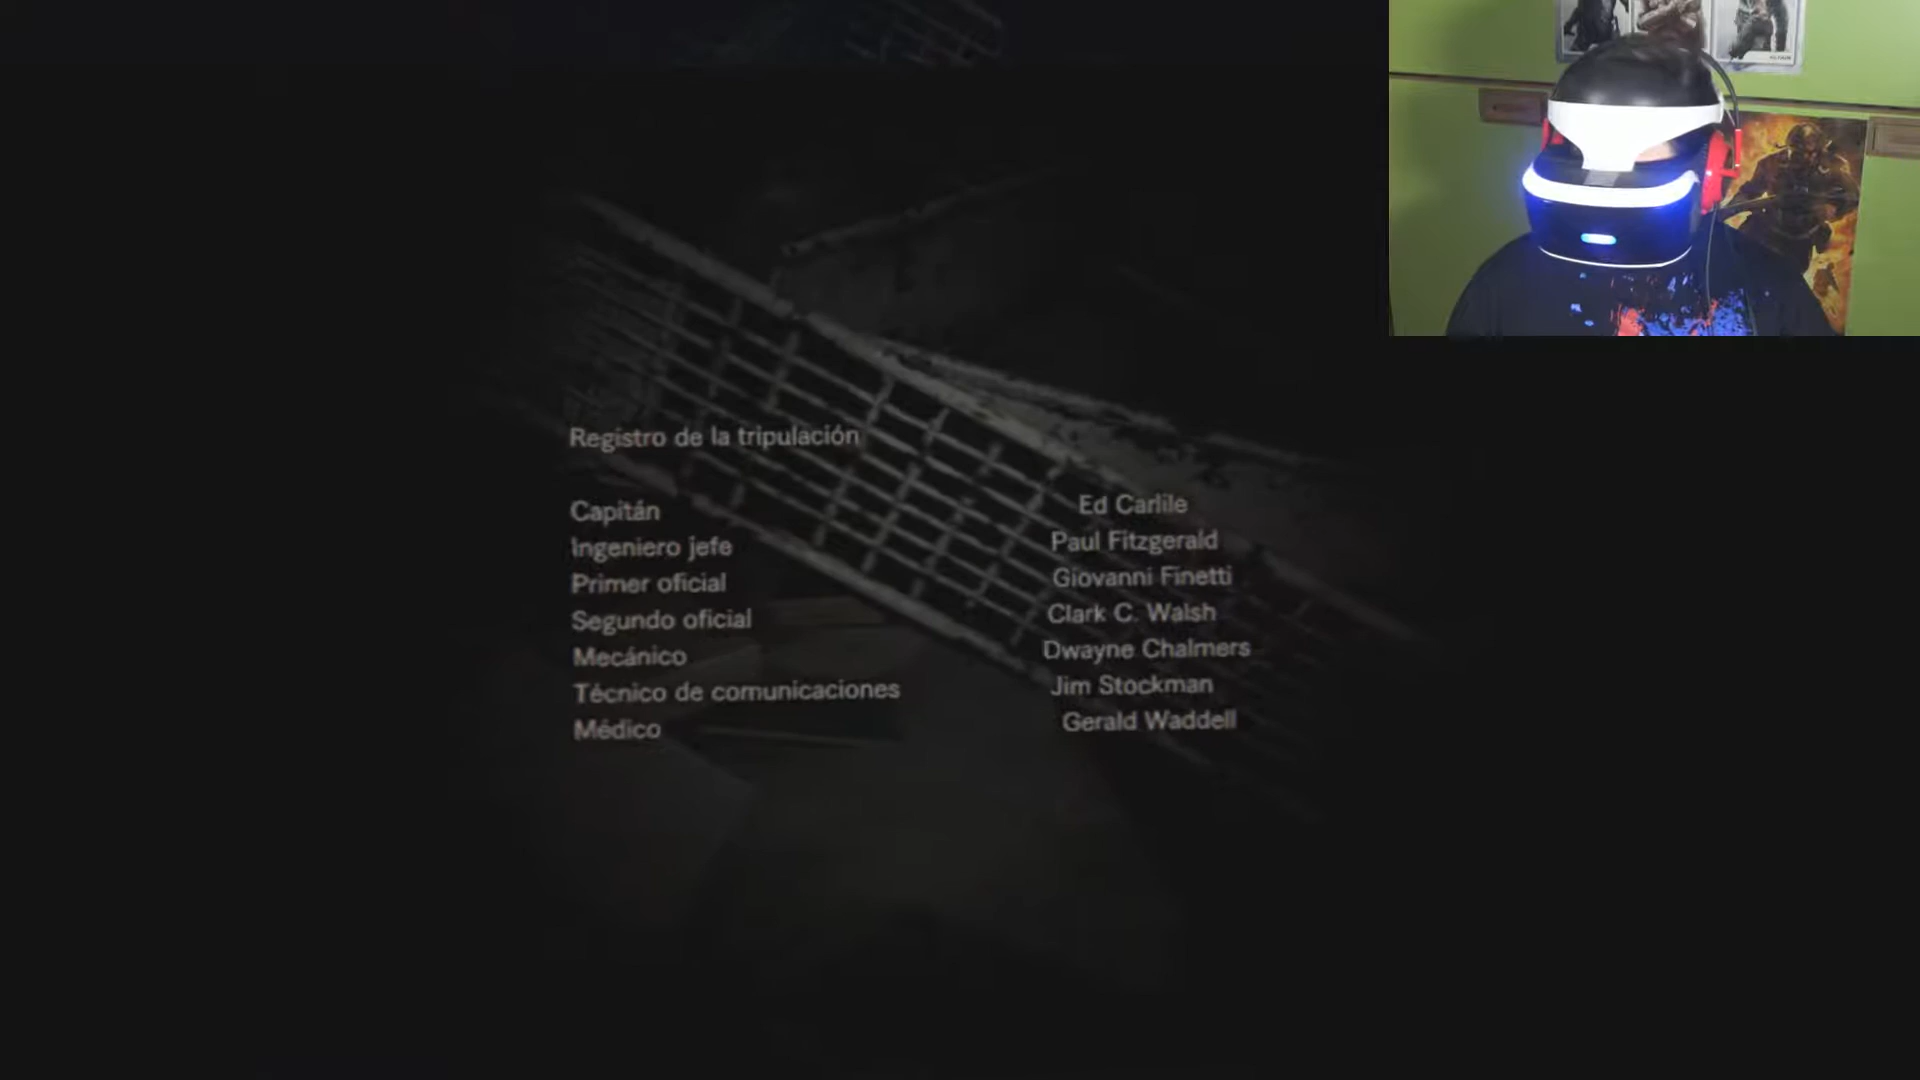 Registro de la tripulación
Capitán Ed Carlile
Ingeniero jefe Paul Fitzgerald
Primer oficial Giovanni Finetti
Segundo oficial Clark C. Walsh
Mecánico Dwayne Chalmers
Técnico de comunicaciones Jim Stockman
Médico Gerald Waddell